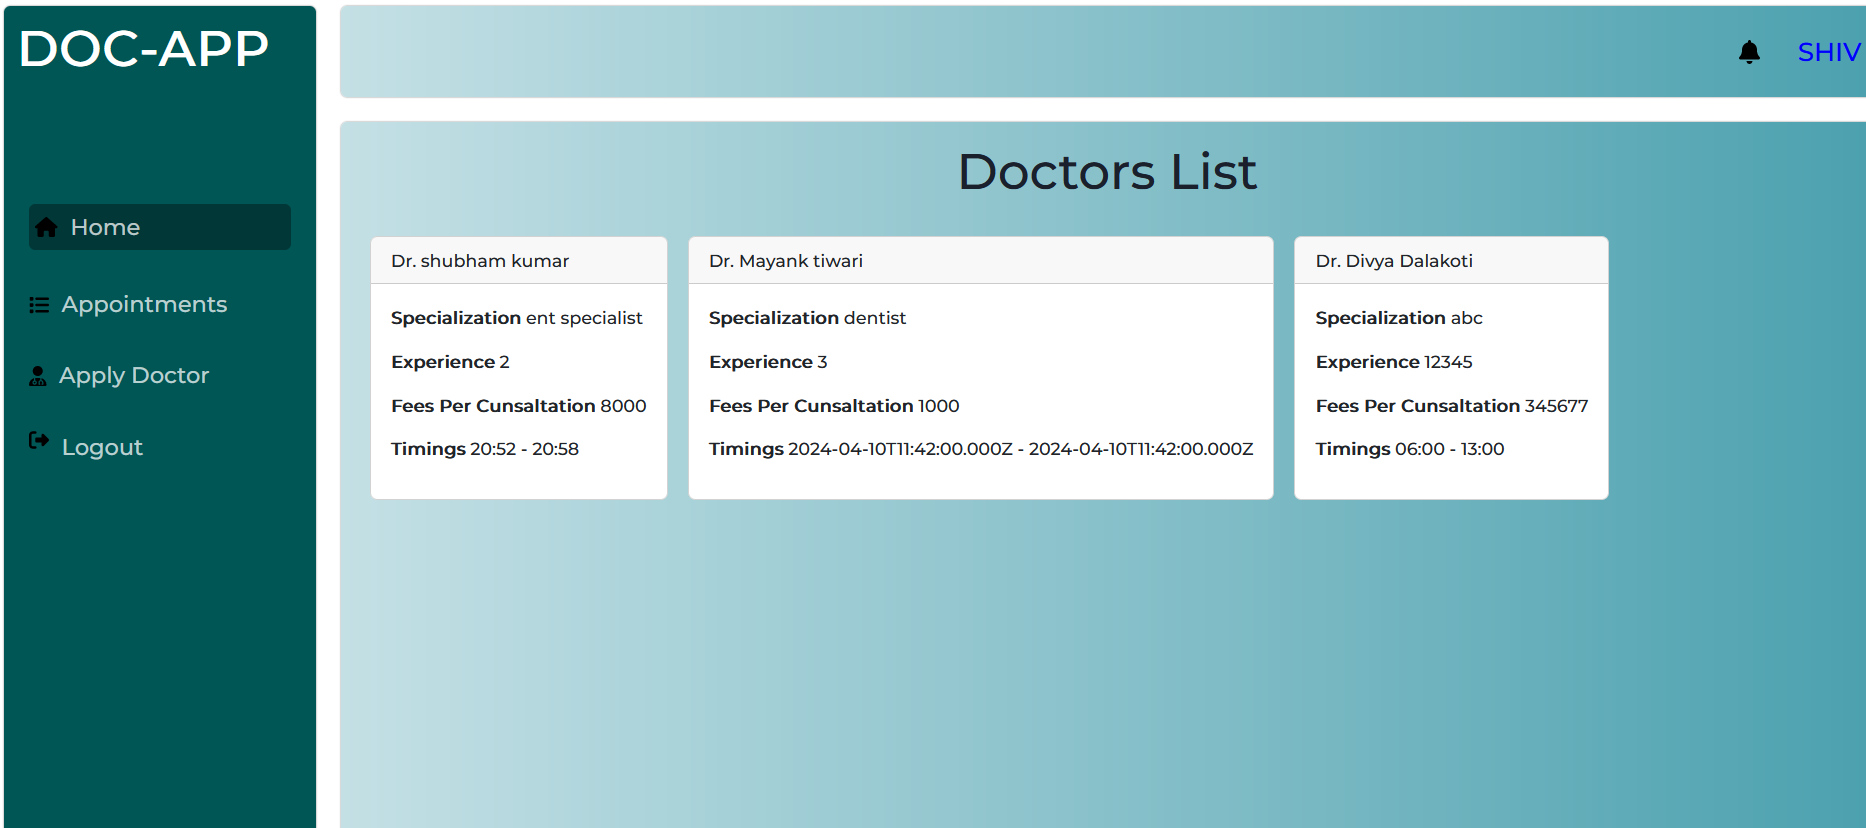 DOC-APP
SHIV
Home
Appointments
Apply Doctor
Logout
Doctors List
Dr. shubham kumar
Specialization ent specialist
Experience 2
Fees Per Cunsaltation 8000
Timings 20:52 - 20:58
Dr. Mayank tiwari
Specialization dentist
Experience 3
Fees Per Cunsaltation 1000
Timings 2024-04-10T11:42:00.000Z - 2024-04-10T11:42:00.000Z
Dr. Divya Dalakoti
Specialization abc
Experience 12345
Fees Per Cunsaltation 345677
Timings 06:00 - 13:00